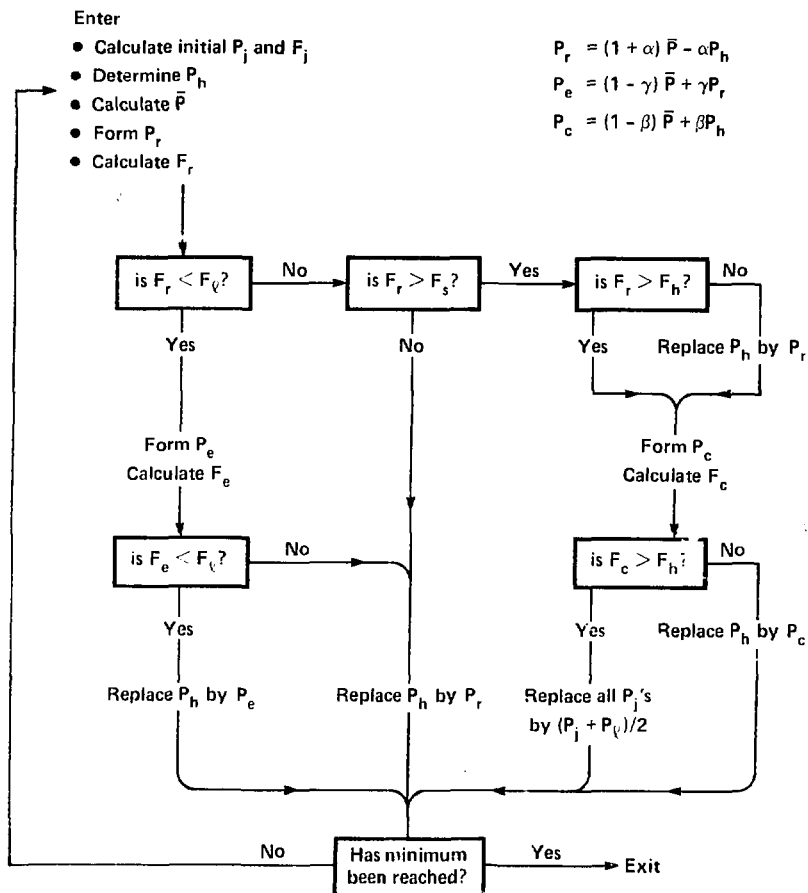 Enter
• Calculate initial P_j and F_j
• Determine P_h
• Calculate P̄
• Form P_r
• Calculate F_r
P_r = (1 + α) P̄ − αP_h
P_e = (1 − γ) P̄ + γP_r
P_c = (1 − β) P̄ + βP_h
is F_r < F_ℓ?
No
is F_r > F_s?
Yes
is F_r > F_h?
No
Yes
No
Yes
Replace P_h by P_r
Form P_e
Calculate F_e
Form P_c
Calculate F_c
is F_e < F_ℓ?
No
is F_c > F_h?
No
Yes
Yes
Replace P_h by P_c
Replace P_h by P_e
Replace P_h by P_r
Replace all P_j's
by (P_j + P_ℓ)/2
No
Has minimum
been reached?
Yes
Exit